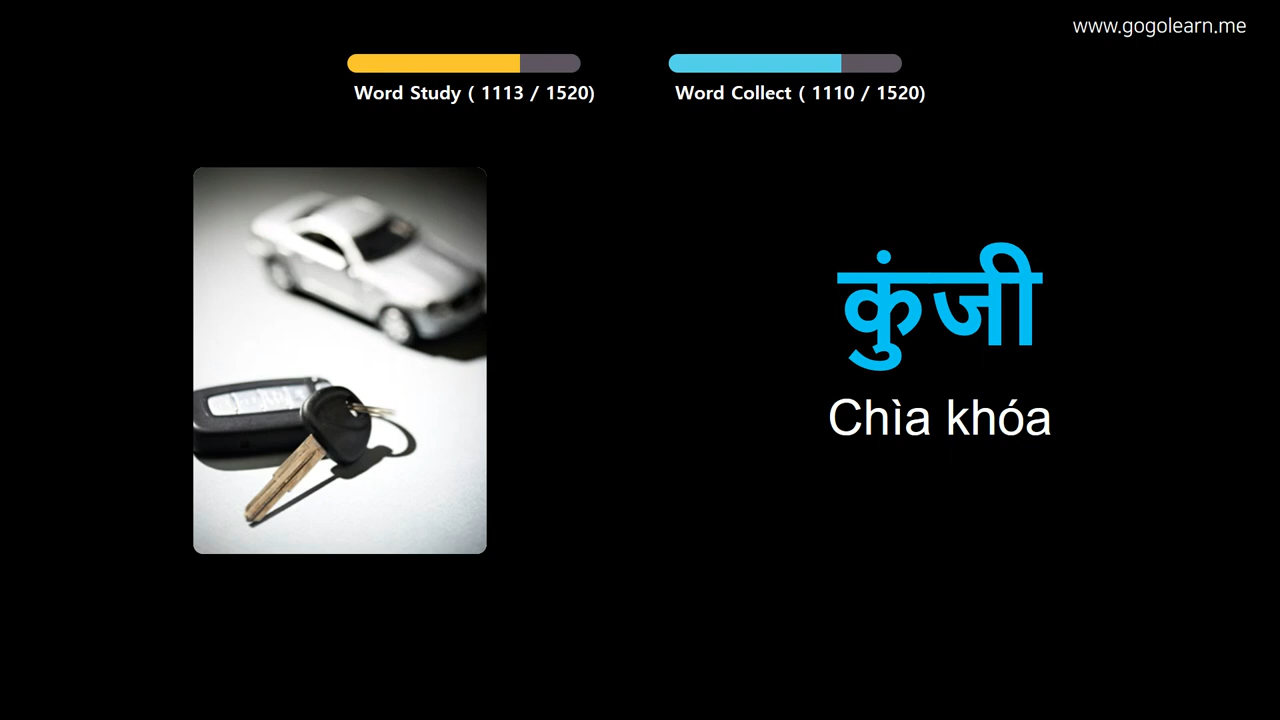 www.gogolearn.me
Word Study ( 1113 / 1520)
Word Collect ( 1110 / 1520)
कुंजी
Chìa khóa